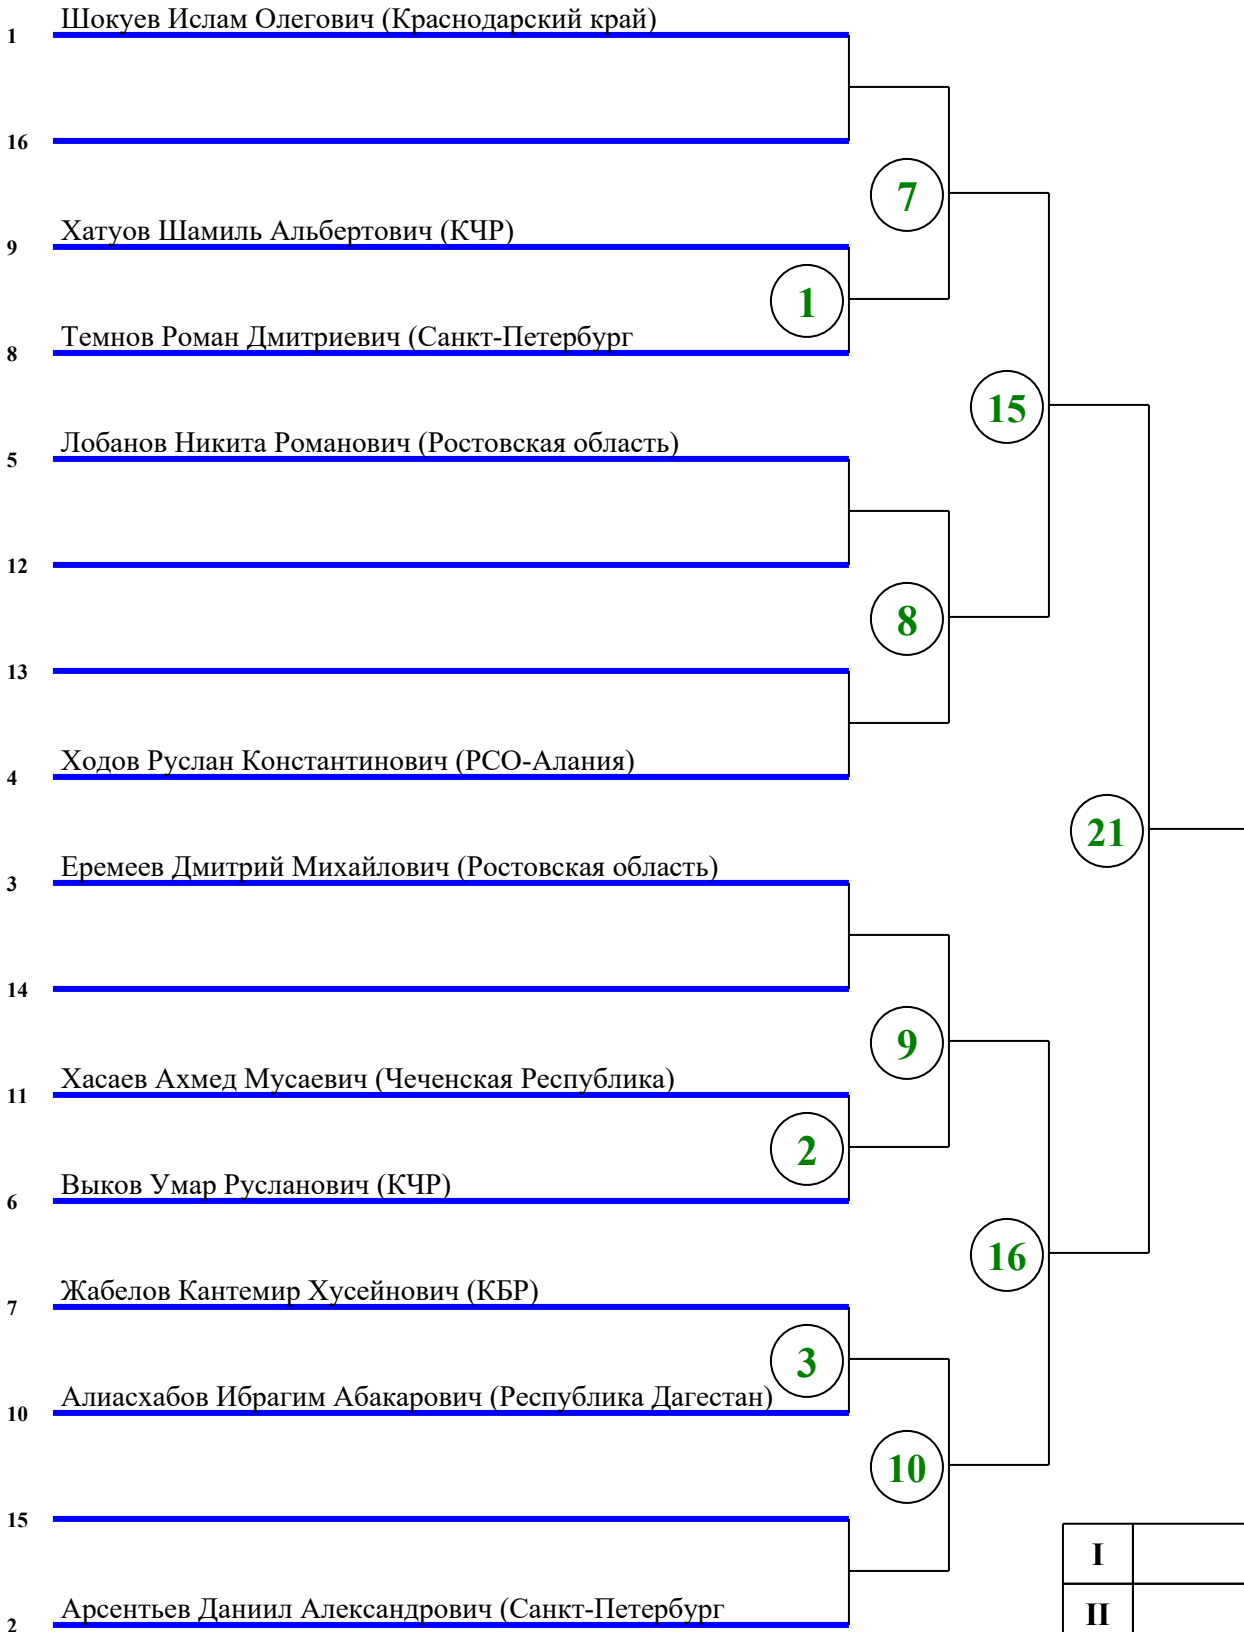 1 Шокуев Ислам Олегович (Краснодарский край)
16
7
9 Хатуов Шамиль Альбертович (КЧР)
1
8 Темнов Роман Дмитриевич (Санкт-Петербург
15
5 Лобанов Никита Романович (Ростовская область)
12
8
13
4 Ходов Руслан Константинович (РСО-Алания)
21
3 Еремеев Дмитрий Михайлович (Ростовская область)
14
9
11 Хасаев Ахмед Мусаевич (Чеченская Республика)
2
6 Выков Умар Русланович (КЧР)
16
7 Жабелов Кантемир Хусейнович (КБР)
3
10 Алиасхабов Ибрагим Абакарович (Республика Дагестан)
10
15
I
2 Арсентьев Даниил Александрович (Санкт-Петербург
II